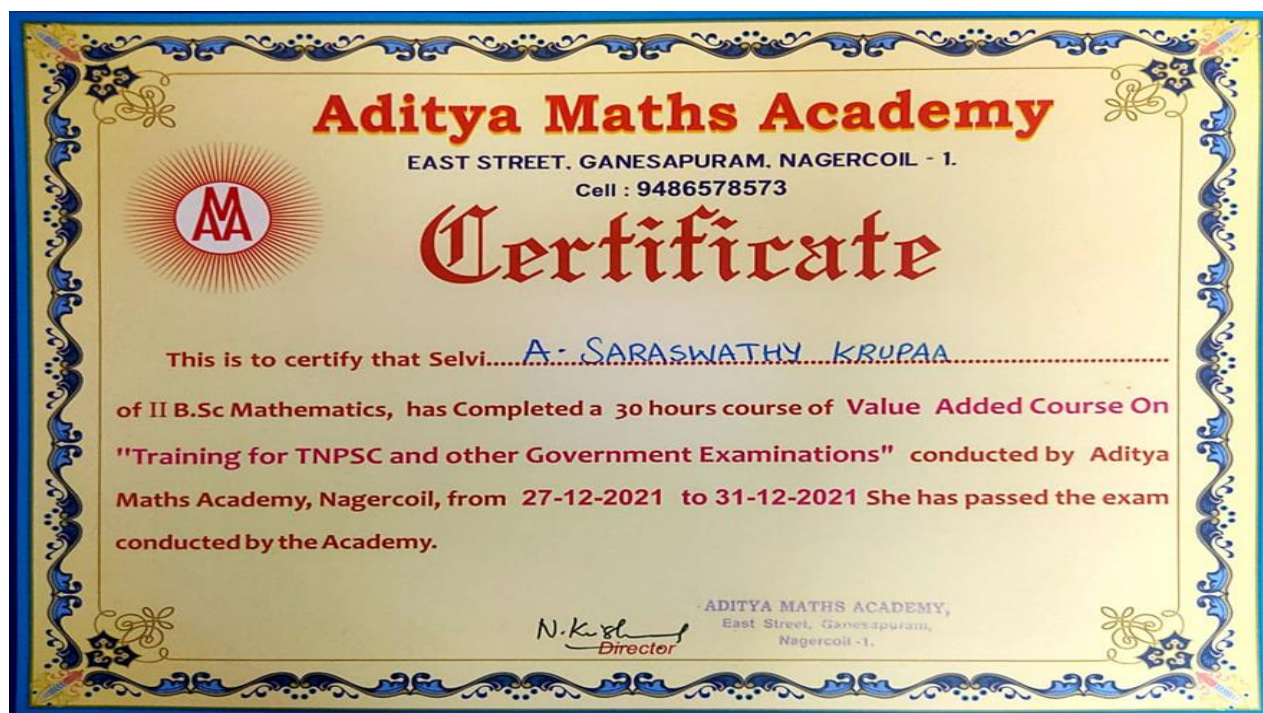 Aditya Maths Academy
EAST STREET, GANESAPURAM, NAGERCOIL - 1.
Cell : 9486578573
Certificate
This is to certify that Selvi....A. SARASWATHY KRUPAA....
of II B.Sc Mathematics, has Completed a 30 hours course of Value Added Course On
"Training for TNPSC and other Government Examinations" conducted by Aditya
Maths Academy, Nagercoil, from 27-12-2021 to 31-12-2021 She has passed the exam
conducted by the Academy.
ADITYA MATHS ACADEMY,
East Street, Ganesapuram,
Nagercoil -1.
Director